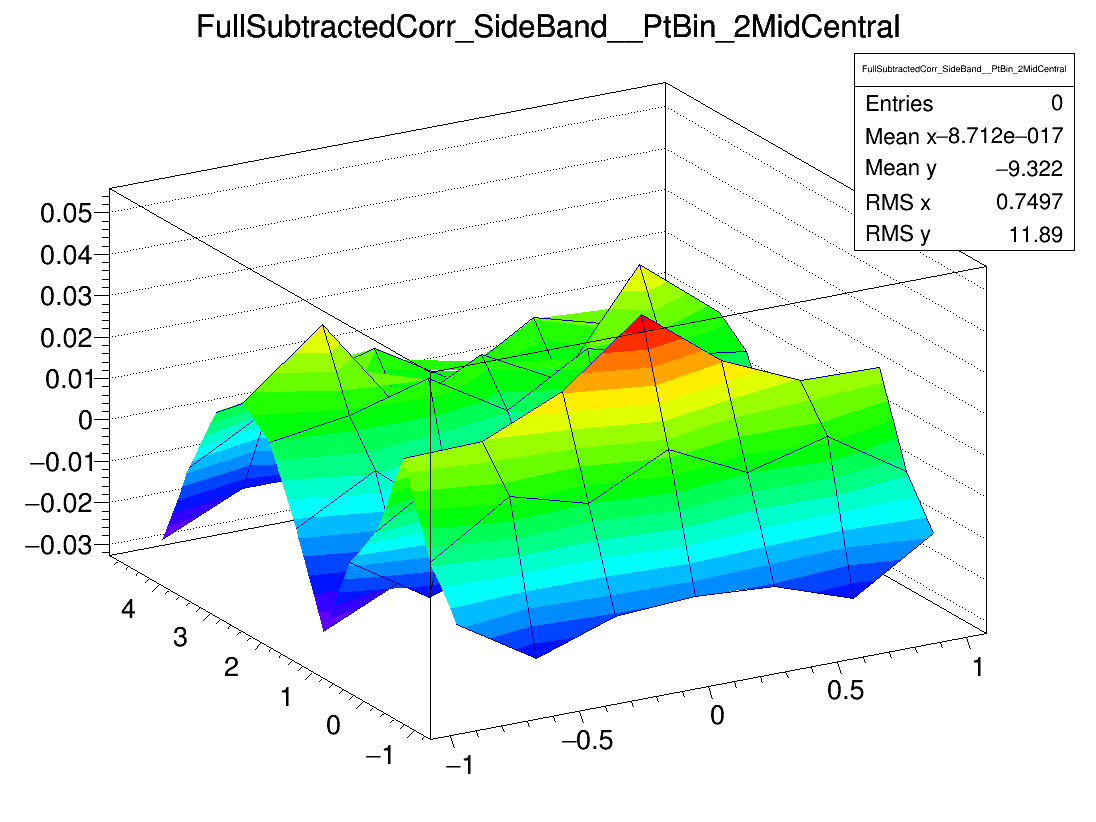 FullSubtractedCorr_SideBand__PtBin_2MidCentral
FullSubtractedCorr_SideBand__PtBin_2MidCentral
Entries 0
Mean x −8.712e−017
Mean y −9.322
RMS x 0.7497
RMS y 11.89
0.05
0.04
0.03
0.02
0.01
0
−0.01
−0.02
−0.03
4
3
2
1
0
−1
−1
−0.5
0
0.5
1